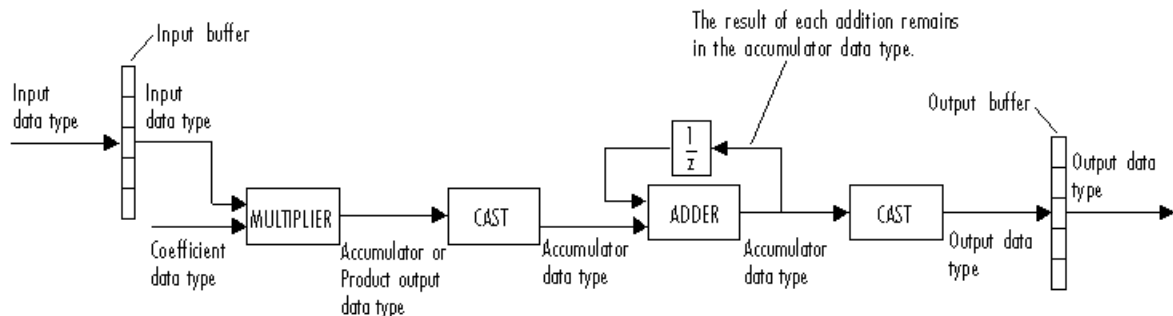 Input buffer
The result of each addition remains
in the accumulator data type.
Input
data type
Input
data type
Output buffer
1
z
Output data
type
MULTIPLIER
CAST
ADDER
CAST
Coefficient
data type
Accumulator or
Product output
data type
Accumulator
data type
Accumulator
data type
Output data
type